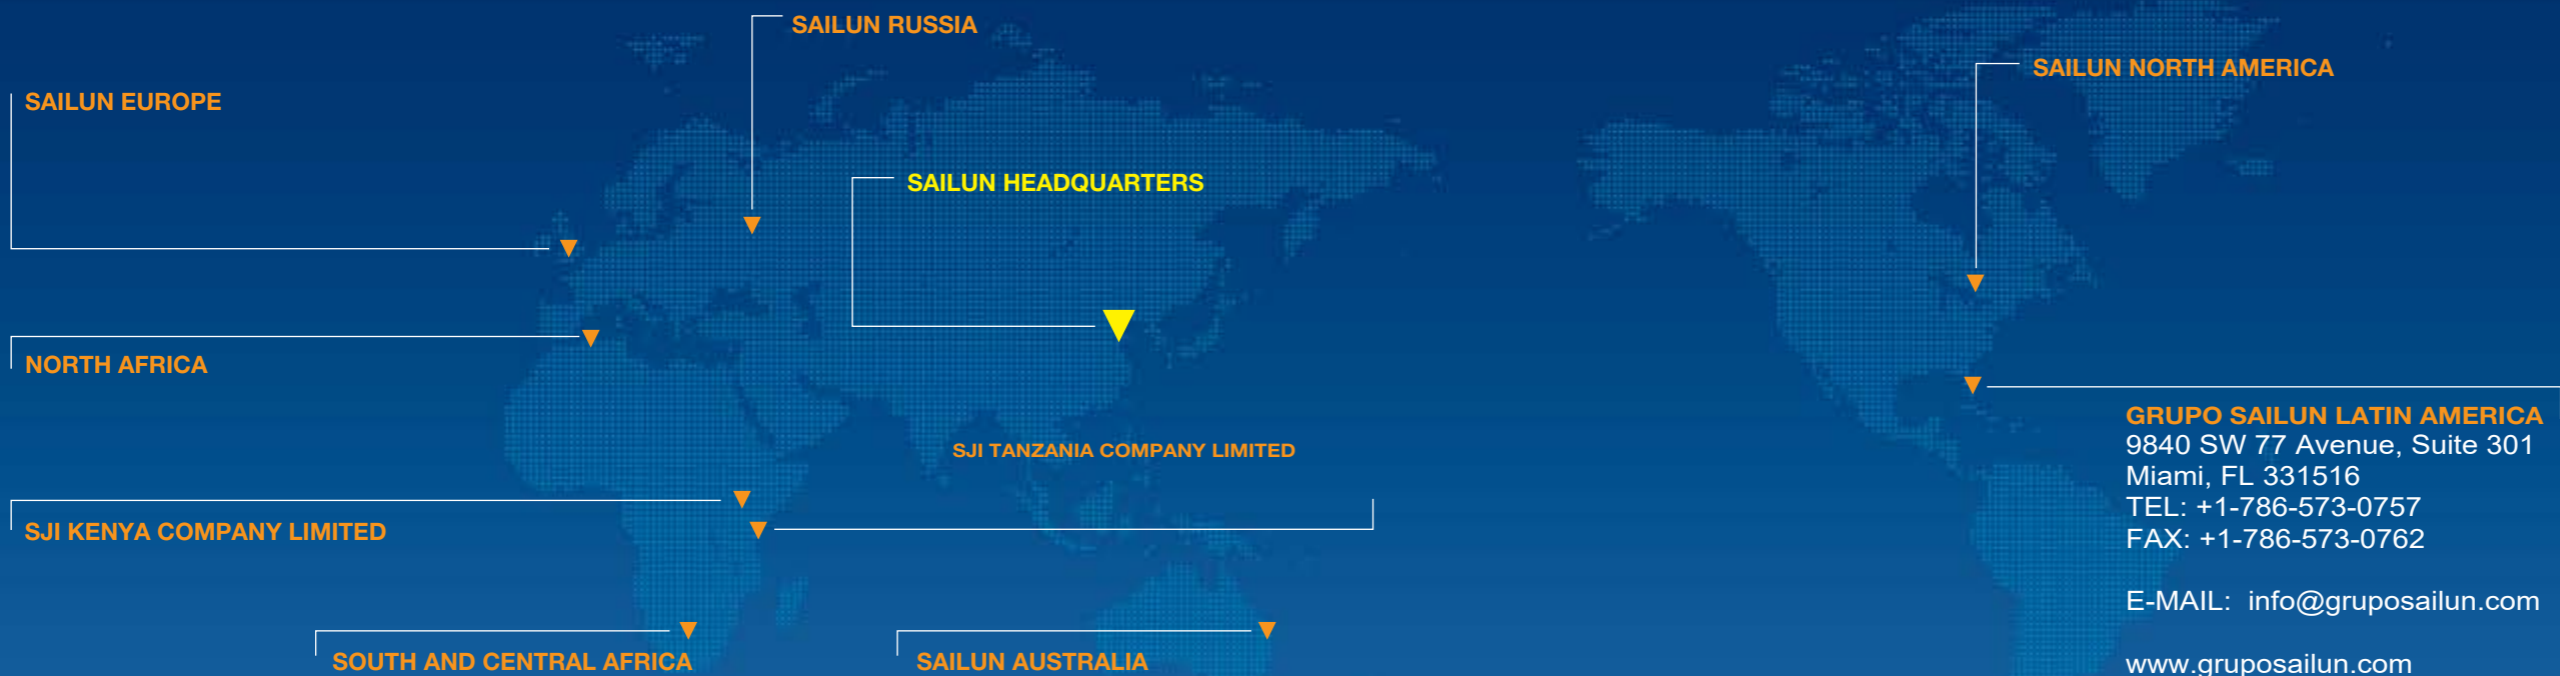 SAILUN RUSSIA
SAILUN NORTH AMERICA
SAILUN EUROPE
SAILUN HEADQUARTERS
NORTH AFRICA
GRUPO SAILUN LATIN AMERICA
9840 SW 77 Avenue, Suite 301
Miami, FL 331516
TEL: +1-786-573-0757
FAX: +1-786-573-0762
E-MAIL: info@gruposailun.com
www.gruposailun.com
SJI TANZANIA COMPANY LIMITED
SJI KENYA COMPANY LIMITED
SOUTH AND CENTRAL AFRICA
SAILUN AUSTRALIA